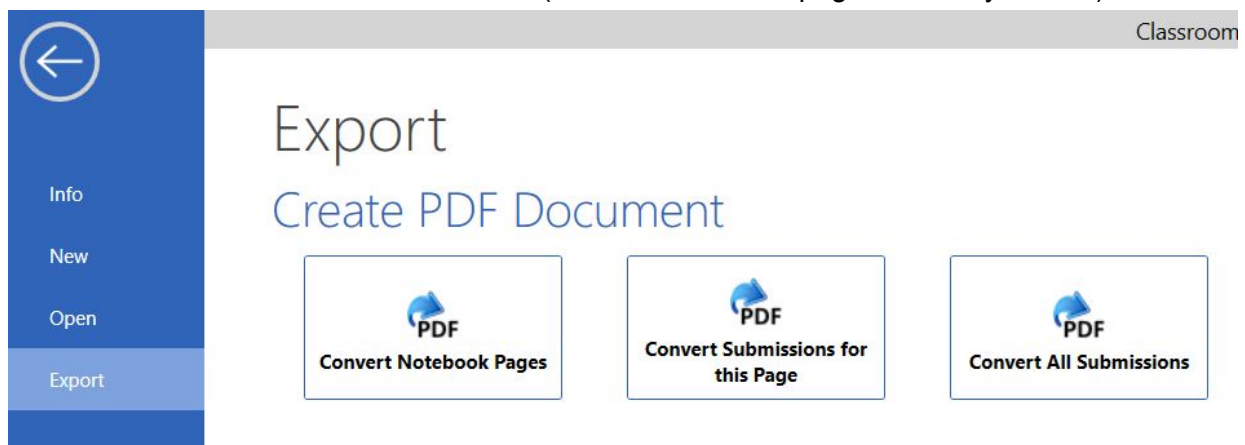 Classroom
Export
Create PDF Document
Info
New
Open
Export
PDF
Convert Notebook Pages
PDF
Convert Submissions for
this Page
PDF
Convert All Submissions